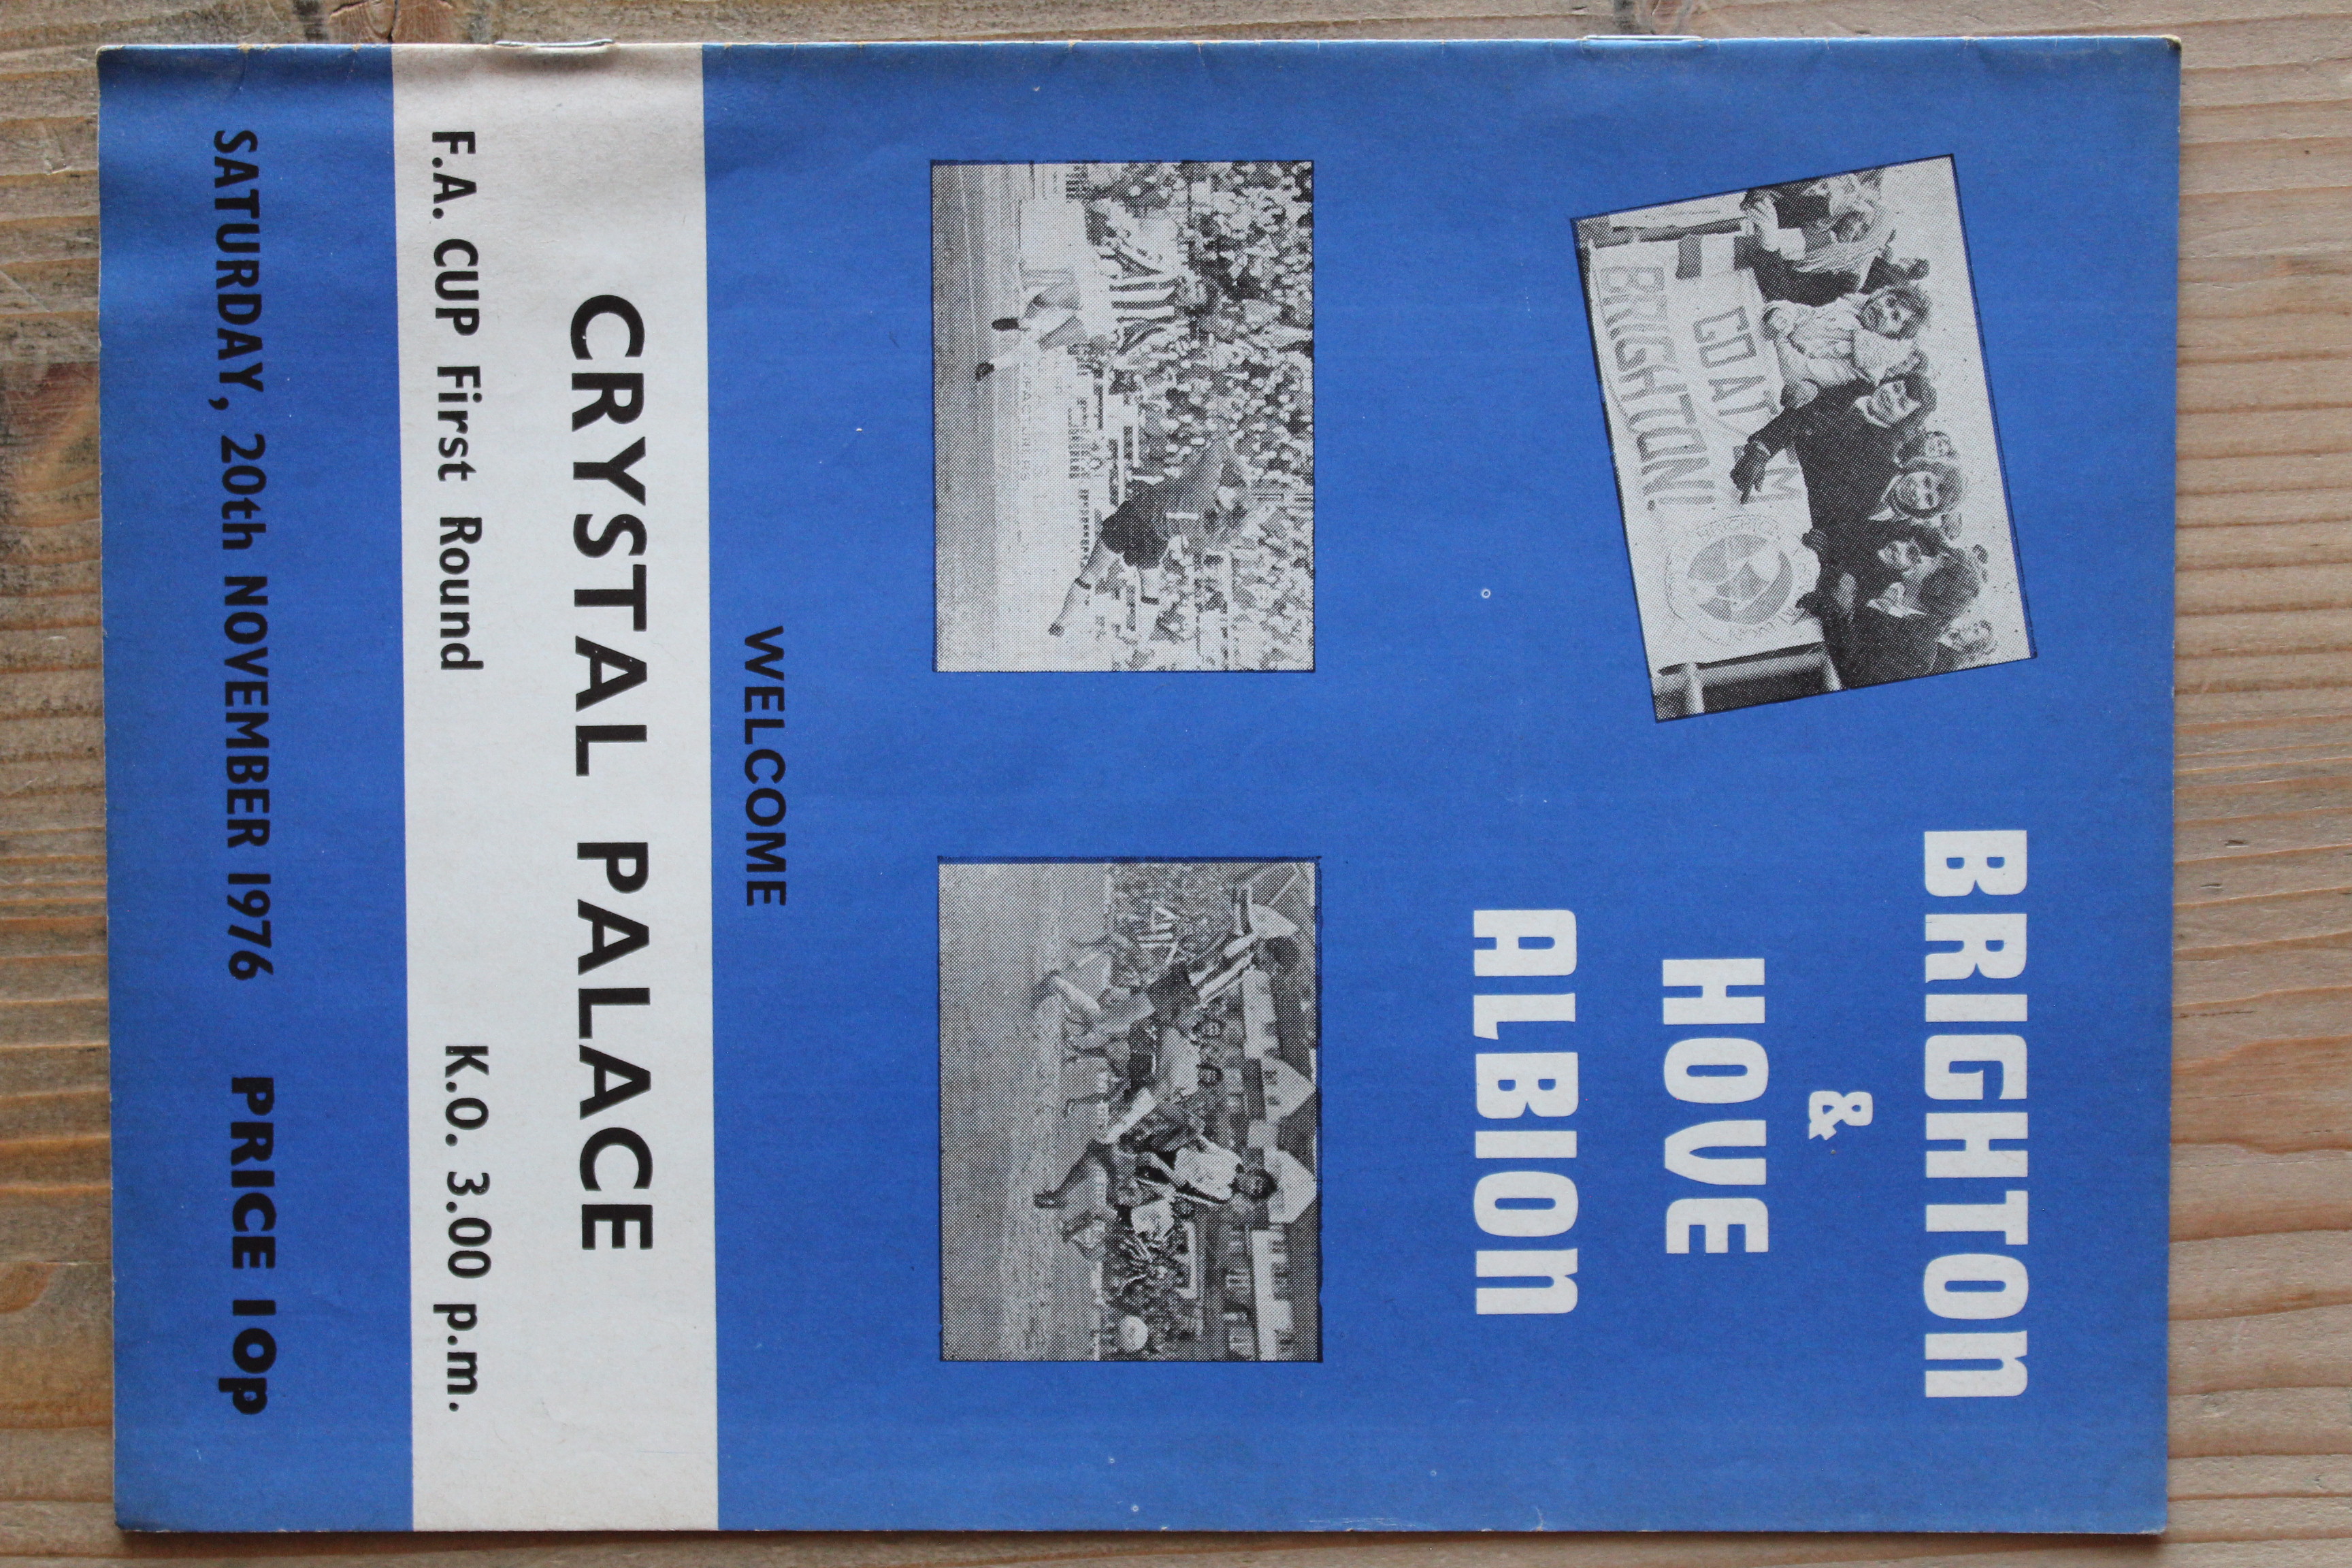 BRIGHTON
&
HOVE
ALBION
GOAL'M
BRIGHTON!
WELCOME
CRYSTAL PALACE
F.A. CUP First Round K.O. 3.00 p.m.
SATURDAY, 20th NOVEMBER 1976 PRICE 10p